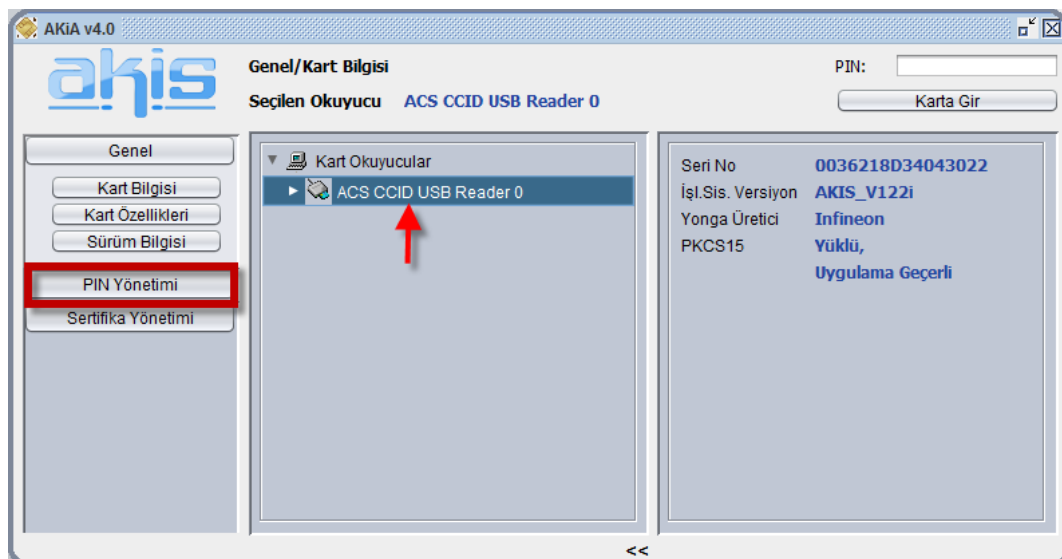 AKiA v4.0
akis
Genel/Kart Bilgisi
PIN:
Seçilen Okuyucu ACS CCID USB Reader 0
Karta Gir
Genel
Kart Bilgisi
Kart Özellikleri
Sürüm Bilgisi
PIN Yönetimi
Sertifika Yönetimi
Kart Okuyucular
ACS CCID USB Reader 0
Seri No 0036218D34043022
İşl.Sis. Versiyon AKIS_V122i
Yonga Üretici Infineon
PKCS15 Yüklü,
Uygulama Geçerli
<<